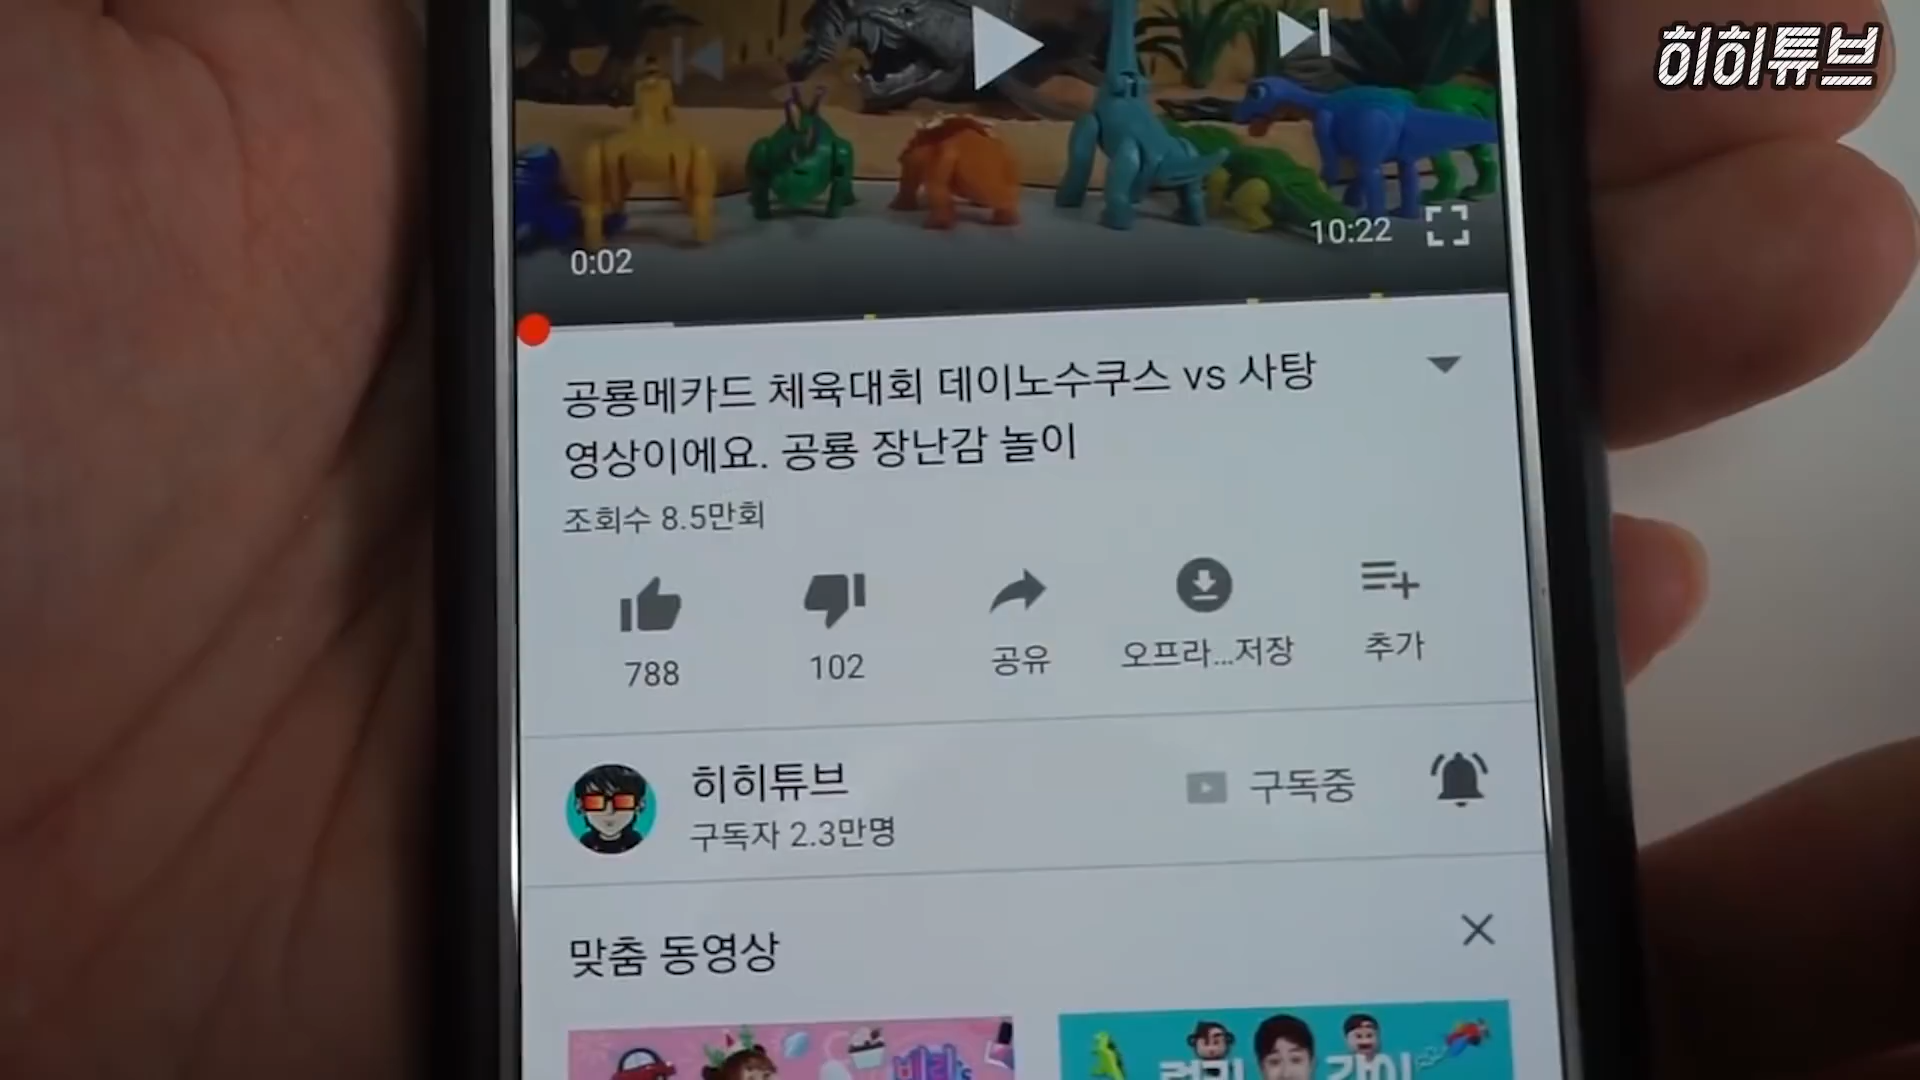 히히튜브
0:02
10:22
공룡메카드 체육대회 데이노수쿠스 vs 사탕
영상이에요. 공룡 장난감 놀이
조회수 8.5만회
788
102
공유
오프라...저장
추가
히히튜브
구독자 2.3만명
구독중
맞춤 동영상